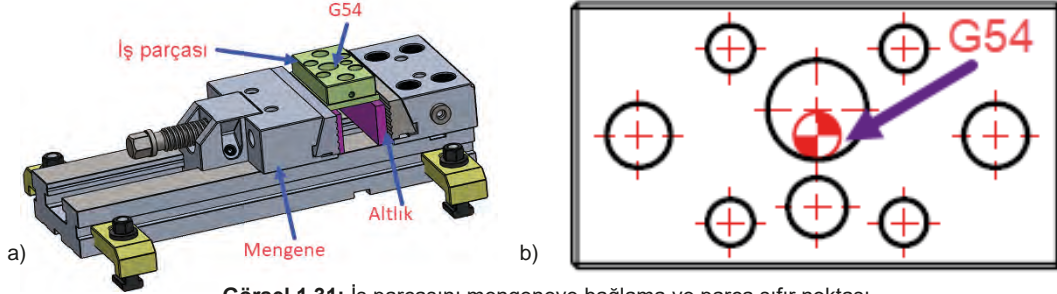 G54
İş parçası
Altlık
Mengene
a)
G54
b)
Görsel 1.31: İş parçasını mengeneye bağlama ve parça sıfır noktası